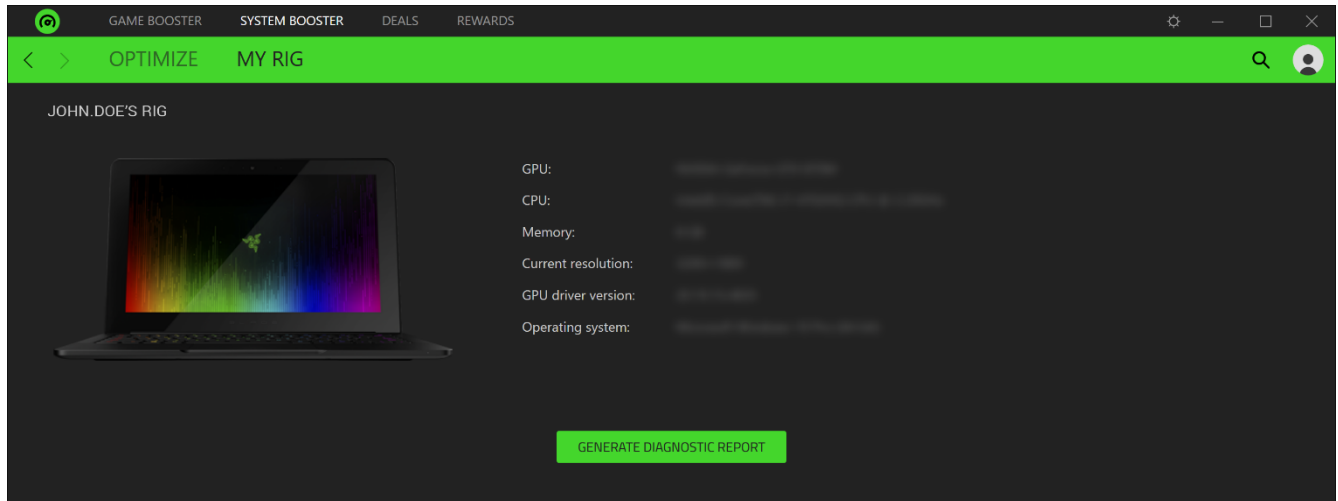 GAME BOOSTER SYSTEM BOOSTER DEALS REWARDS
OPTIMIZE MY RIG
JOHN.DOE'S RIG
GPU:
CPU:
Memory:
Current resolution:
GPU driver version:
Operating system:
GENERATE DIAGNOSTIC REPORT